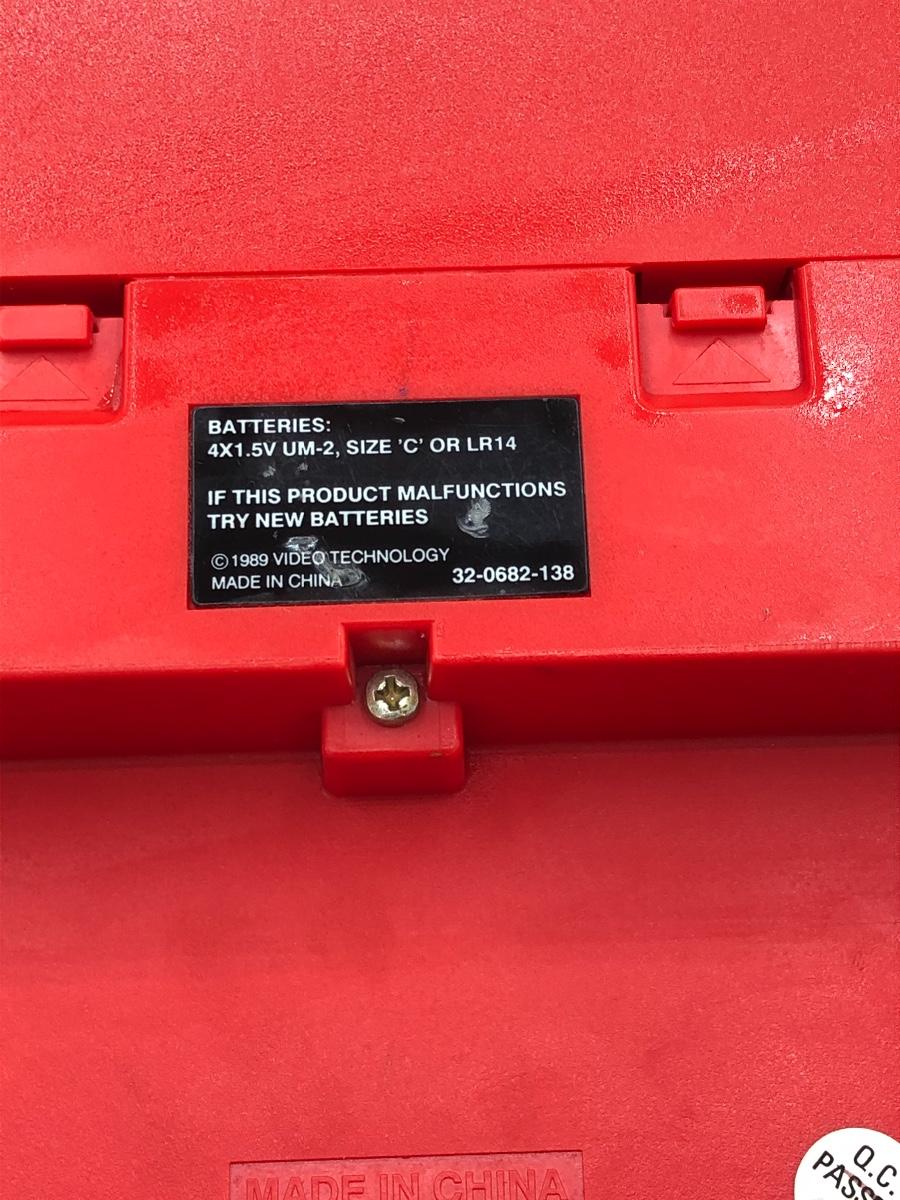 BATTERIES:
4X1.5V UM-2, SIZE 'C' OR LR14
IF THIS PRODUCT MALFUNCTIONS
TRY NEW BATTERIES
© 1989 VIDEO TECHNOLOGY
MADE IN CHINA
32-0682-138
MADE IN CHINA
Q.C.
PASS